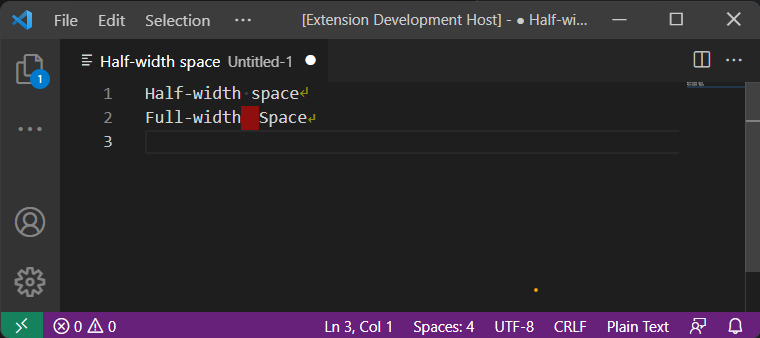 File Edit Selection ··· [Extension Development Host] - ● Half-wi...
Half-width space Untitled-1 ●
1 Half-width·space↵
2 Full-width　Space↵
3
1
Ln 3, Col 1 Spaces: 4 UTF-8 CRLF Plain Text
0 0